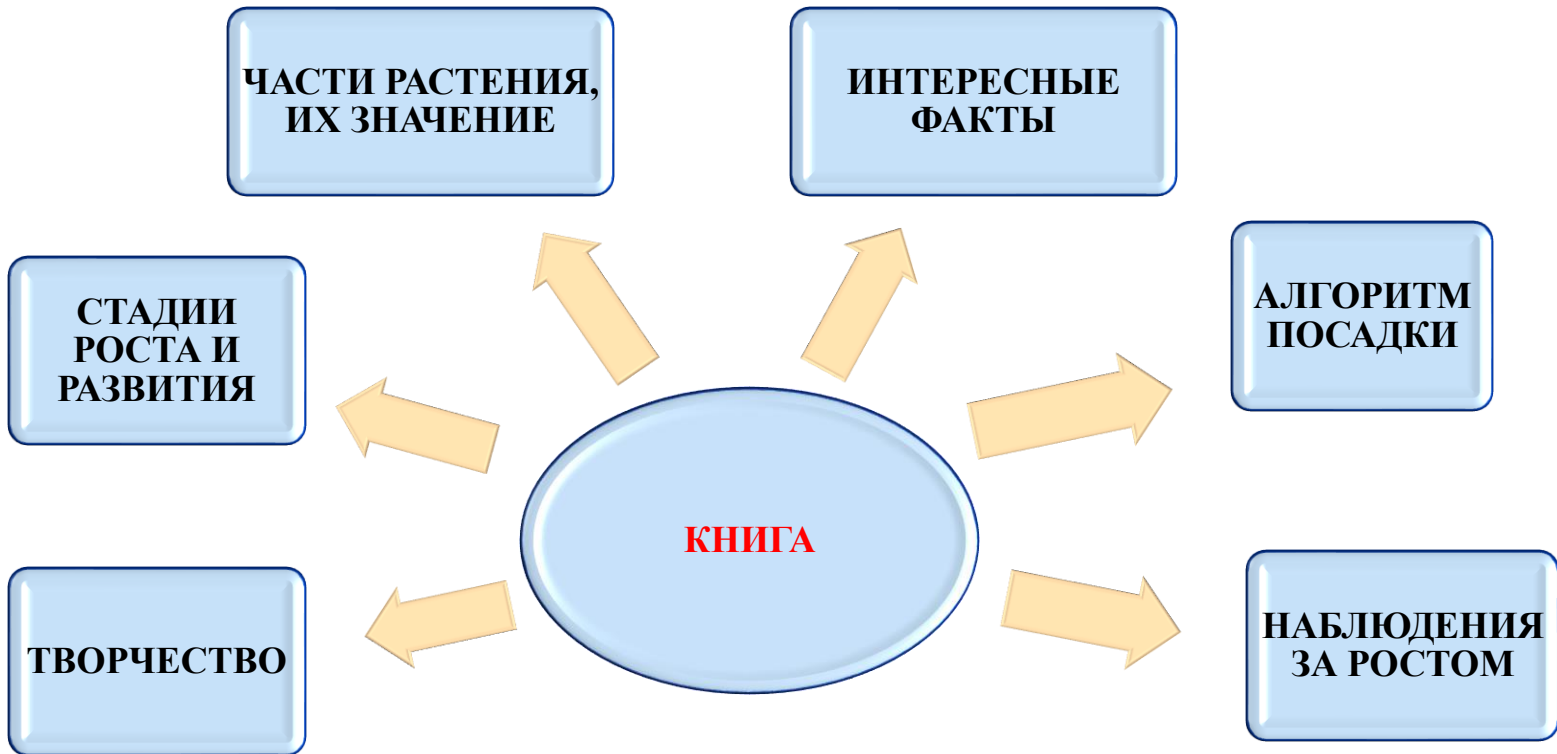 ЧАСТИ РАСТЕНИЯ,
ИХ ЗНАЧЕНИЕ
ИНТЕРЕСНЫЕ
ФАКТЫ
СТАДИИ
РОСТА И
РАЗВИТИЯ
АЛГОРИТМ
ПОСАДКИ
КНИГА
ТВОРЧЕСТВО
НАБЛЮДЕНИЯ
ЗА РОСТОМ